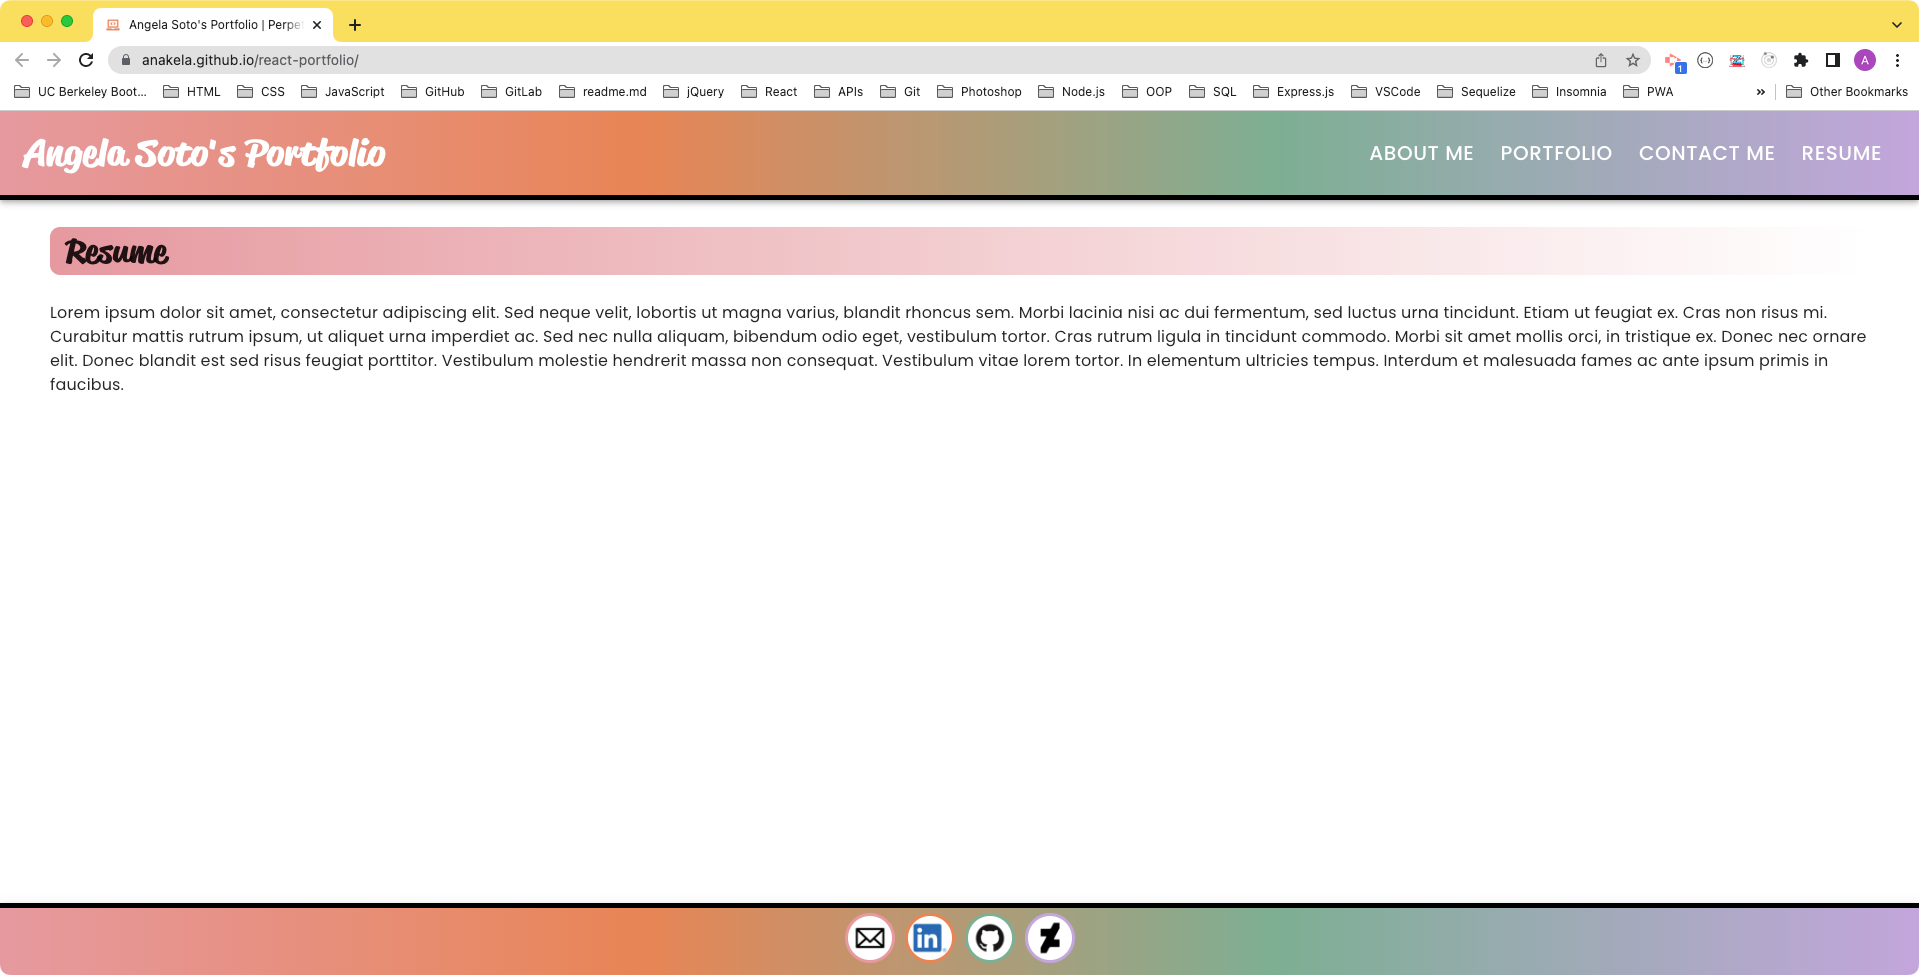 Angela Soto's Portfolio | Perpe
anakela.github.io/react-portfolio/
1
A
UC Berkeley Boot... HTML CSS JavaScript GitHub GitLab readme.md jQuery React APIs Git Photoshop Node.js OOP SQL Express.js VSCode Sequelize Insomnia PWA » Other Bookmarks
Angela Soto's Portfolio
ABOUT ME PORTFOLIO CONTACT ME RESUME
Resume
Lorem ipsum dolor sit amet, consectetur adipiscing elit. Sed neque velit, lobortis ut magna varius, blandit rhoncus sem. Morbi lacinia nisi ac dui fermentum, sed luctus urna tincidunt. Etiam ut feugiat ex. Cras non risus mi.
Curabitur mattis rutrum ipsum, ut aliquet urna imperdiet ac. Sed nec nulla aliquam, bibendum odio eget, vestibulum tortor. Cras rutrum ligula in tincidunt commodo. Morbi sit amet mollis orci, in tristique ex. Donec nec ornare
elit. Donec blandit est sed risus feugiat porttitor. Vestibulum molestie hendrerit massa non consequat. Vestibulum vitae lorem tortor. In elementum ultricies tempus. Interdum et malesuada fames ac ante ipsum primis in
faucibus.
in